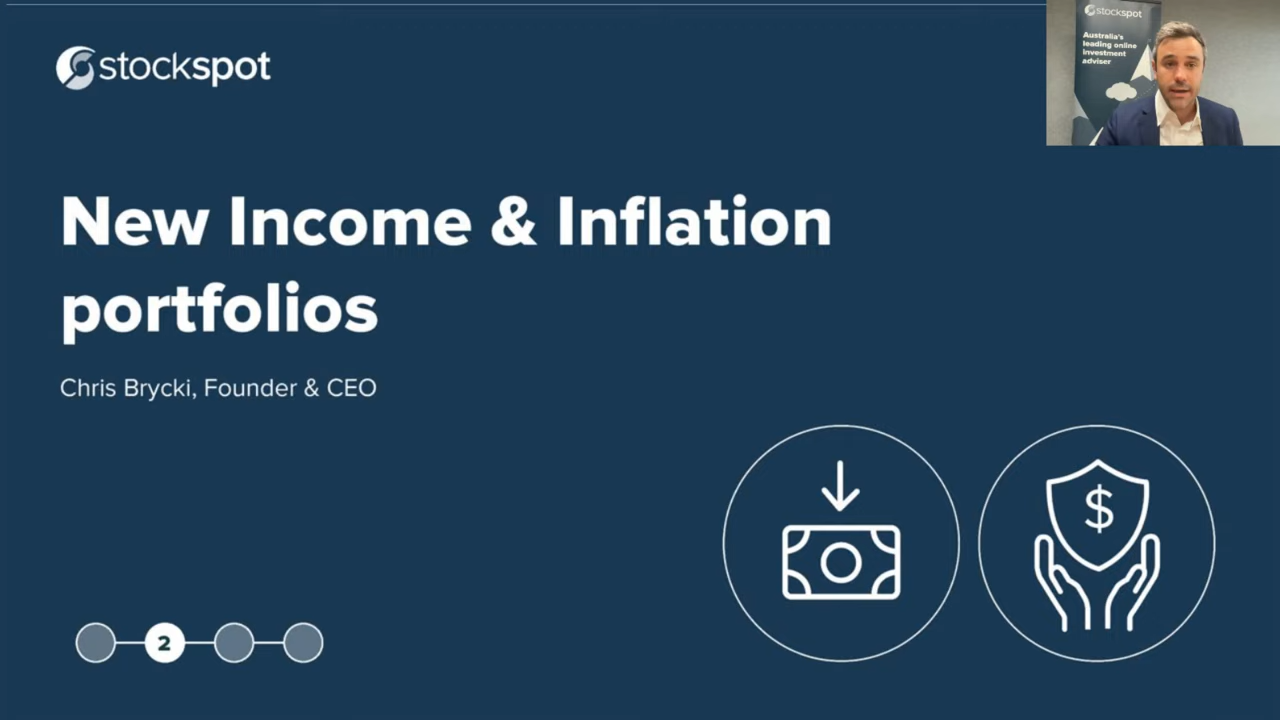 stockspot
stockspot
Australia's
leading online
investment
adviser
New Income & Inflation
portfolios
Chris Brycki, Founder & CEO
$
2